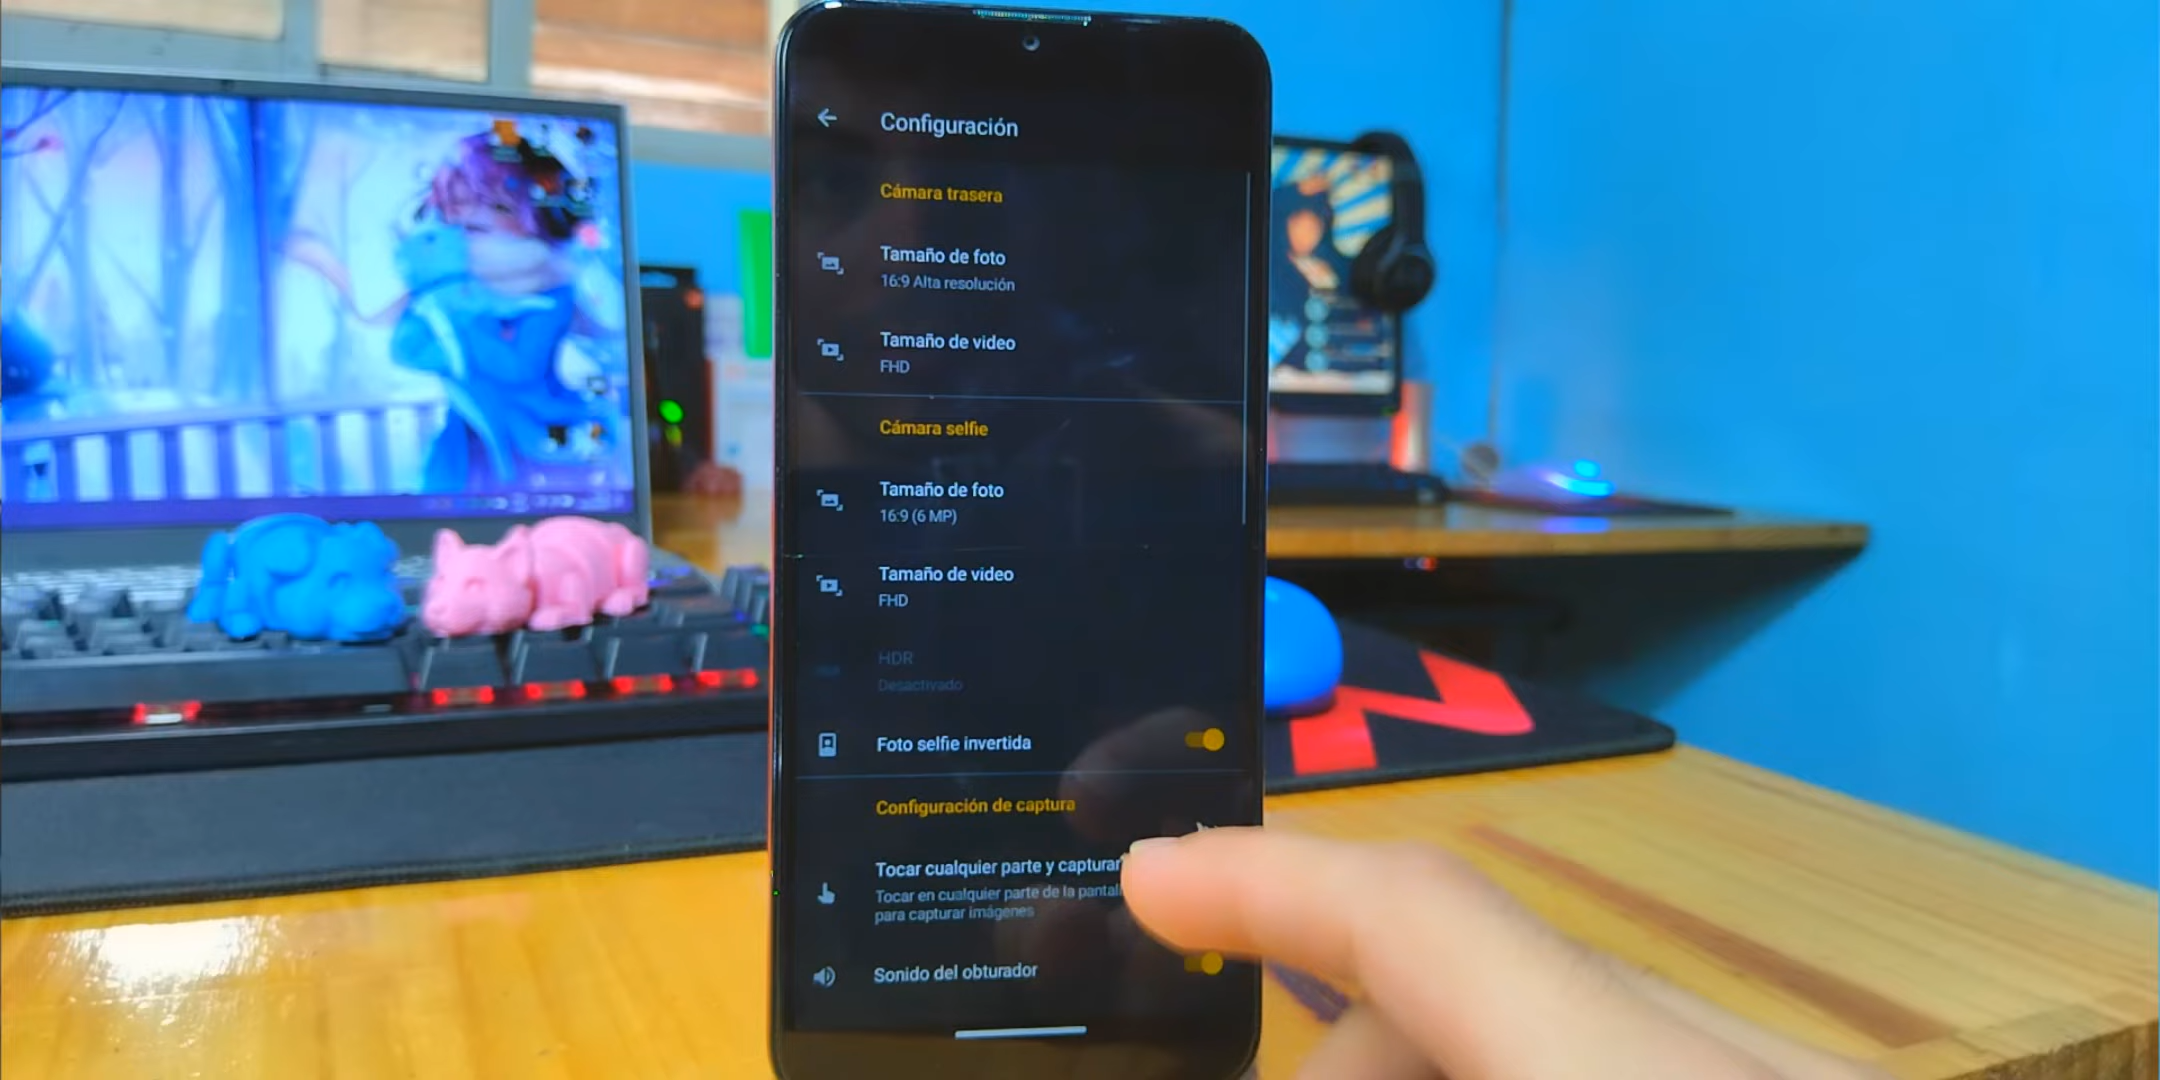 Configuración
Cámara trasera
Tamaño de foto
16:9 Alta resolución
Tamaño de video
FHD
Cámara selfie
Tamaño de foto
16:9 (6 MP)
Tamaño de video
FHD
HDR
Desactivado
Foto selfie invertida
Configuración de captura
Tocar cualquier parte y capturar
Tocar en cualquier parte de la
para capturar imágenes
Sonido del obturador